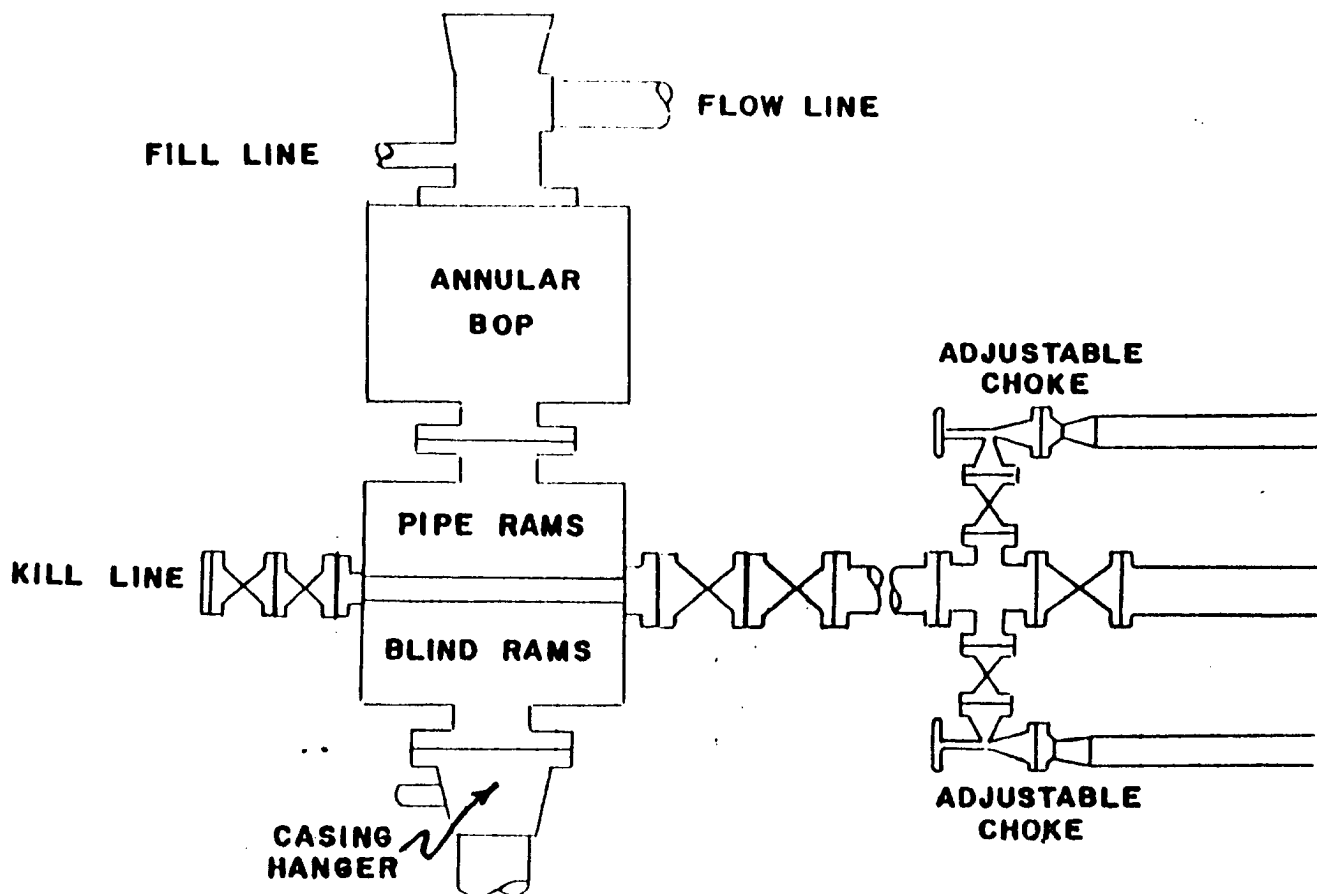 FLOW LINE
FILL LINE
ANNULAR
BOP
ADJUSTABLE
CHOKE
PIPE RAMS
KILL LINE
BLIND RAMS
CASING
HANGER
ADJUSTABLE
CHOKE